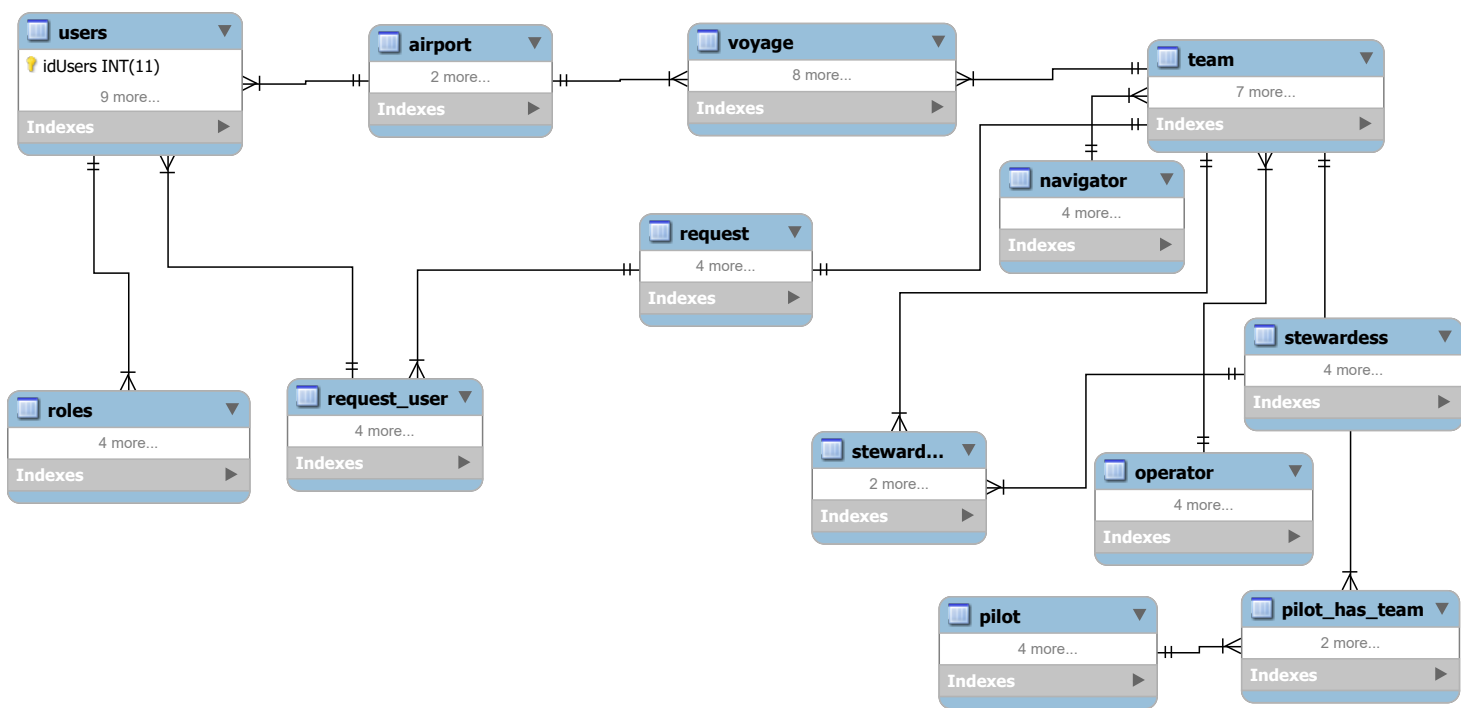 users
idUsers INT(11)
9 more...
Indexes
airport
2 more...
Indexes
voyage
8 more...
Indexes
team
7 more...
Indexes
navigator
4 more...
Indexes
request
4 more...
Indexes
stewardess
4 more...
Indexes
roles
4 more...
Indexes
request_user
4 more...
Indexes
steward...
2 more...
Indexes
operator
4 more...
Indexes
pilot
4 more...
Indexes
pilot_has_team
2 more...
Indexes